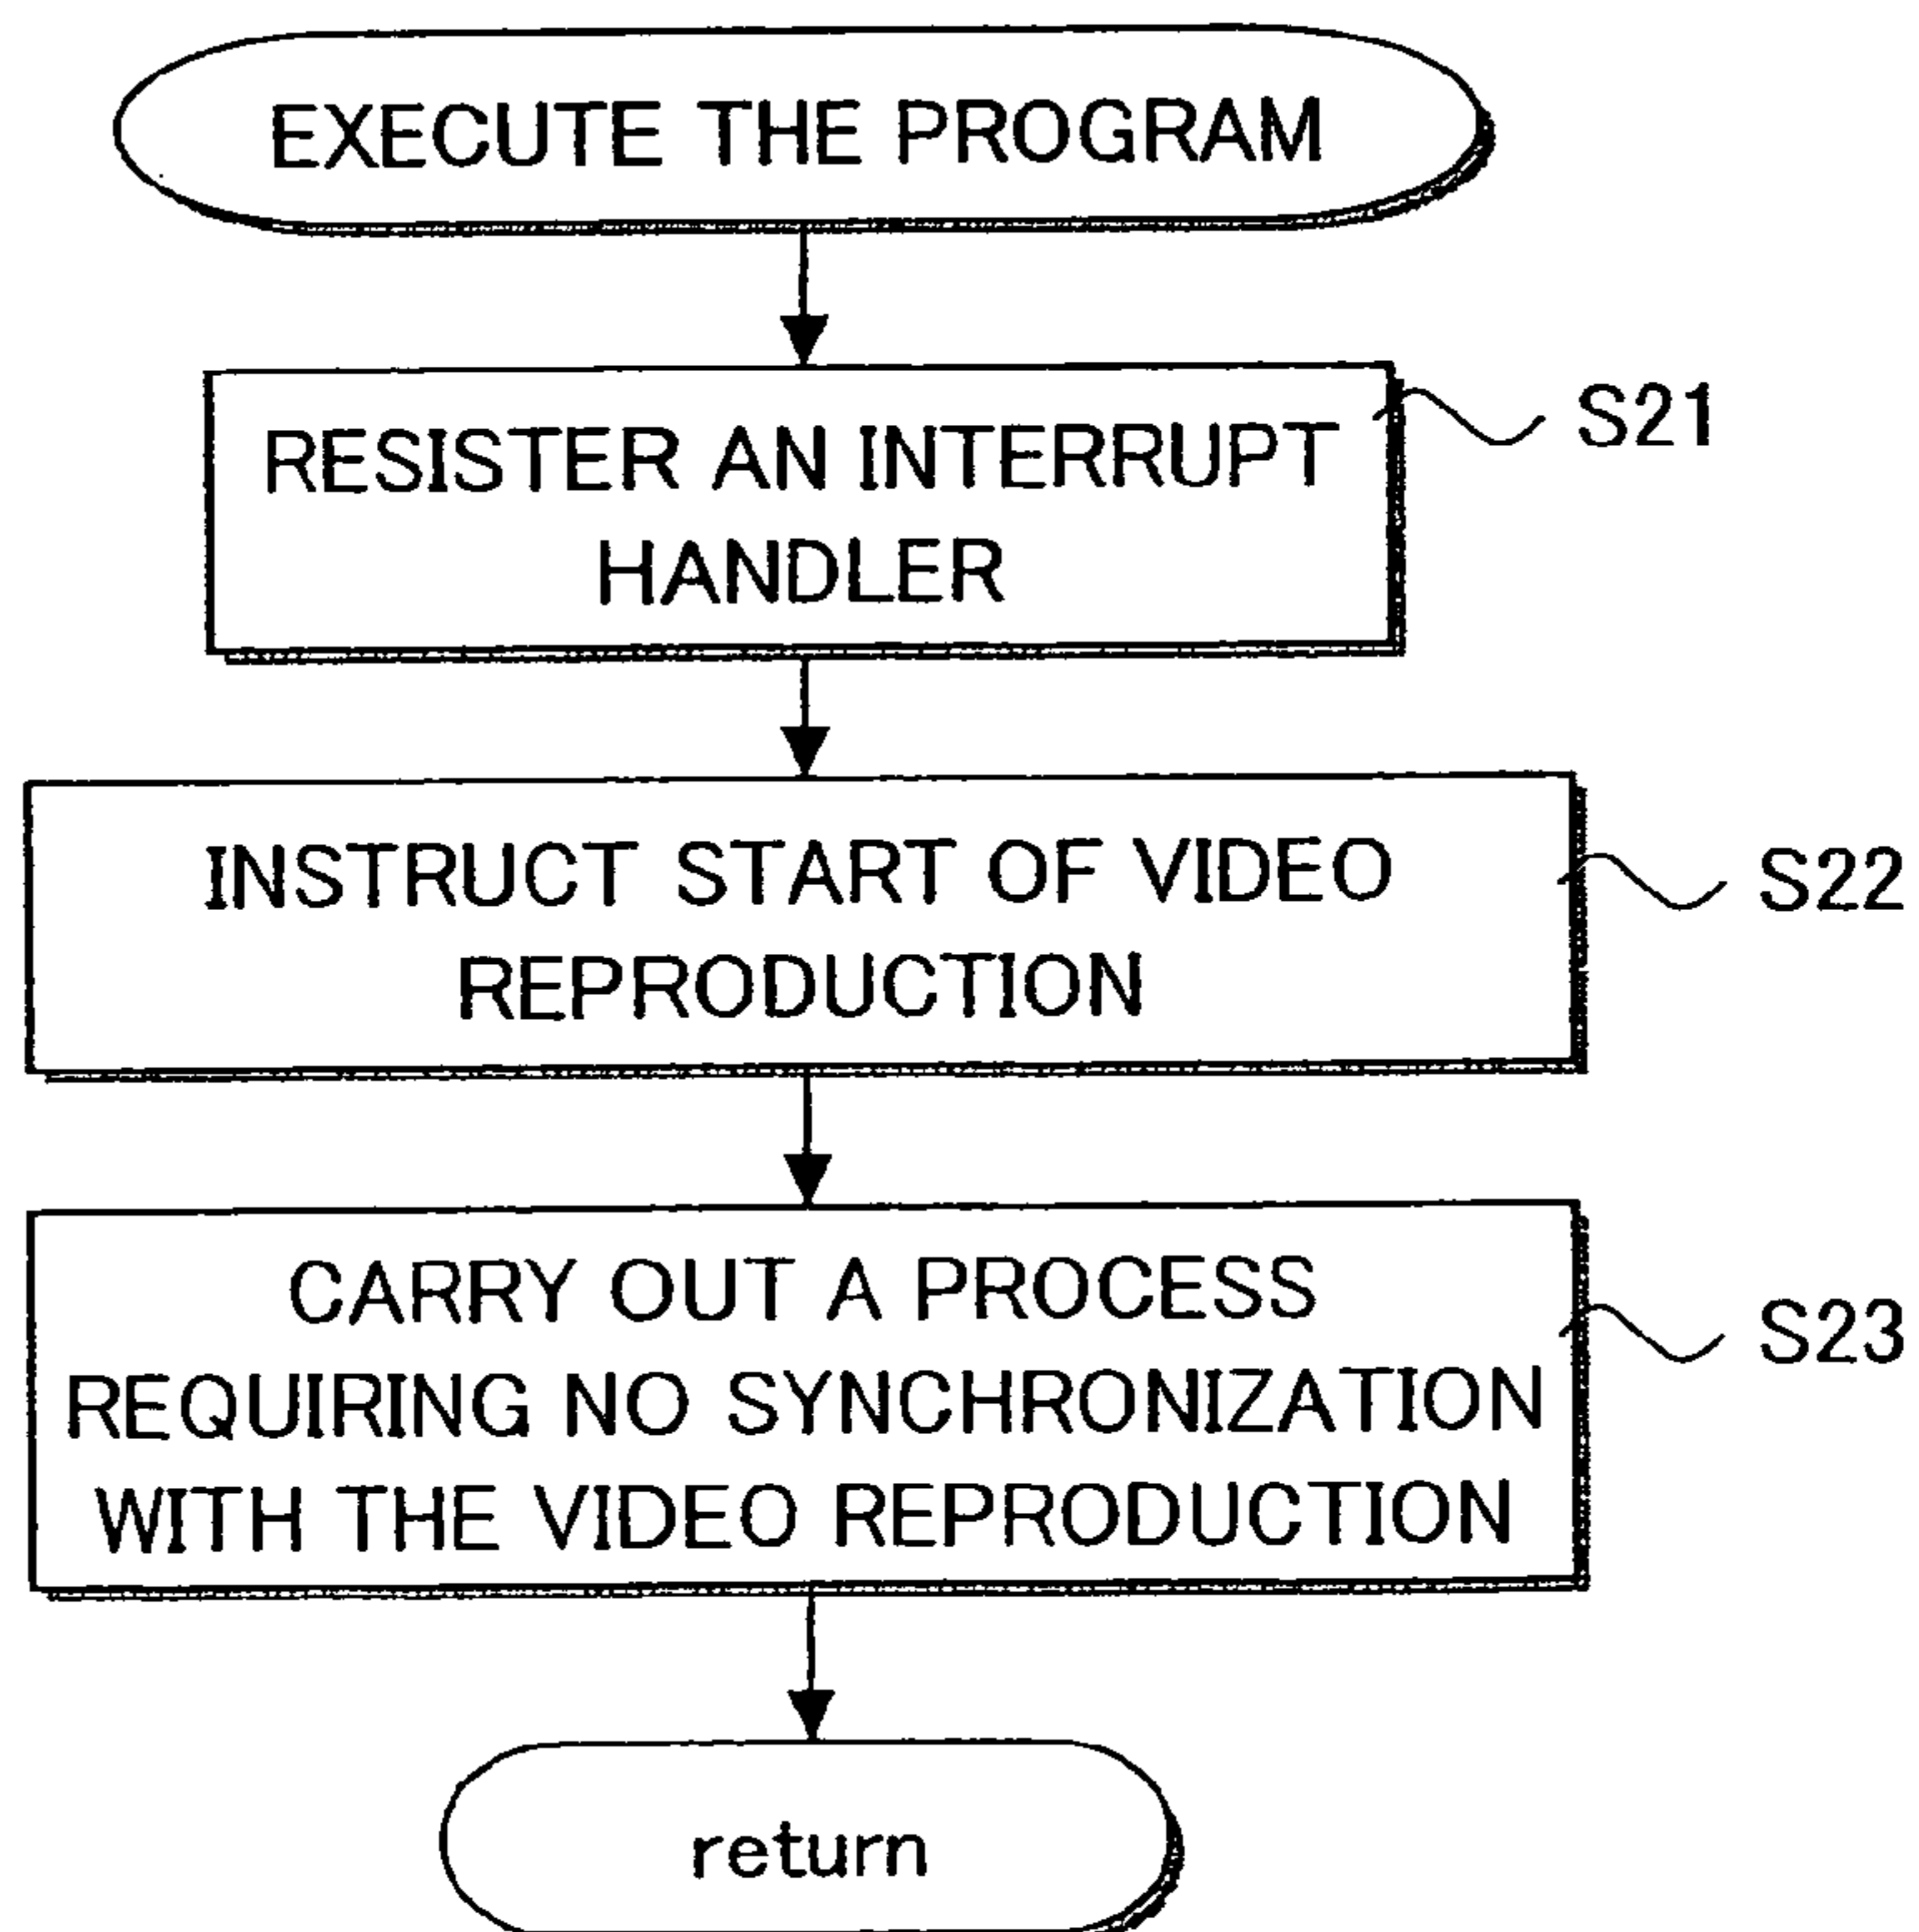 EXECUTE THE PROGRAM
RESISTER AN INTERRUPT
HANDLER
S21
INSTRUCT START OF VIDEO
REPRODUCTION
S22
CARRY OUT A PROCESS
REQUIRING NO SYNCHRONIZATION
WITH THE VIDEO REPRODUCTION
S23
return